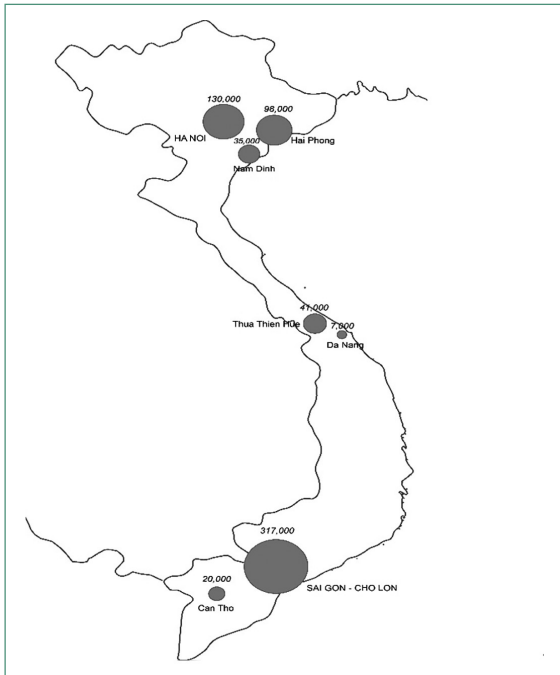 130,000
98,000
HA NOI
35,000
Hai Phong
Nam Dinh
41,000
Thua Thien Hue
7,000
Da Nang
317,000
SAI GON - CHO LON
20,000
Can Tho